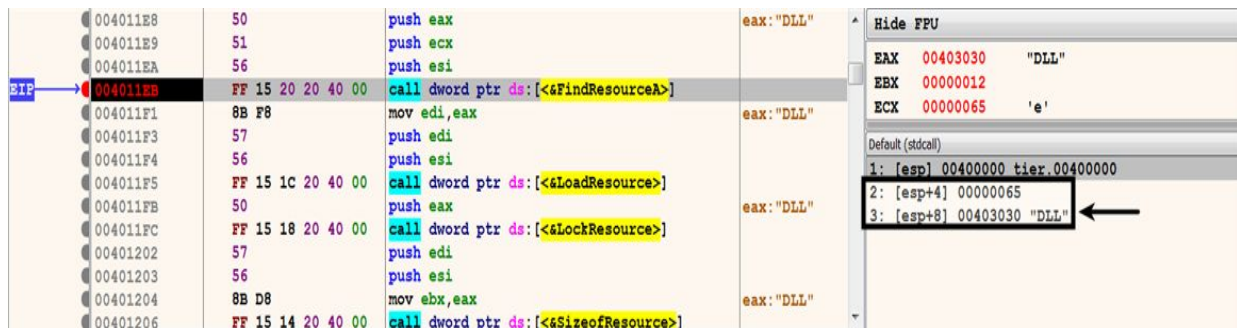 004011E8 50 push eax eax:"DLL"
004011E9 51 push ecx
004011EA 56 push esi
EIP 004011EB FF 15 20 20 40 00 call dword ptr ds:[<&FindResourceA>]
004011F1 8B F8 mov edi,eax eax:"DLL"
004011F3 57 push edi
004011F4 56 push esi
004011F5 FF 15 1C 20 40 00 call dword ptr ds:[<&LoadResource>]
004011FB 50 push eax eax:"DLL"
004011FC FF 15 18 20 40 00 call dword ptr ds:[<&LockResource>]
00401202 57 push edi
00401203 56 push esi
00401204 8B D8 mov ebx,eax eax:"DLL"
00401206 FF 15 14 20 40 00 call dword ptr ds:[<&SizeofResource>]
Hide FPU
EAX 00403030 "DLL"
EBX 00000012
ECX 00000065 'e'
Default (stdcall)
1: [esp] 00400000 tier.00400000
2: [esp+4] 00000065
3: [esp+8] 00403030 "DLL"